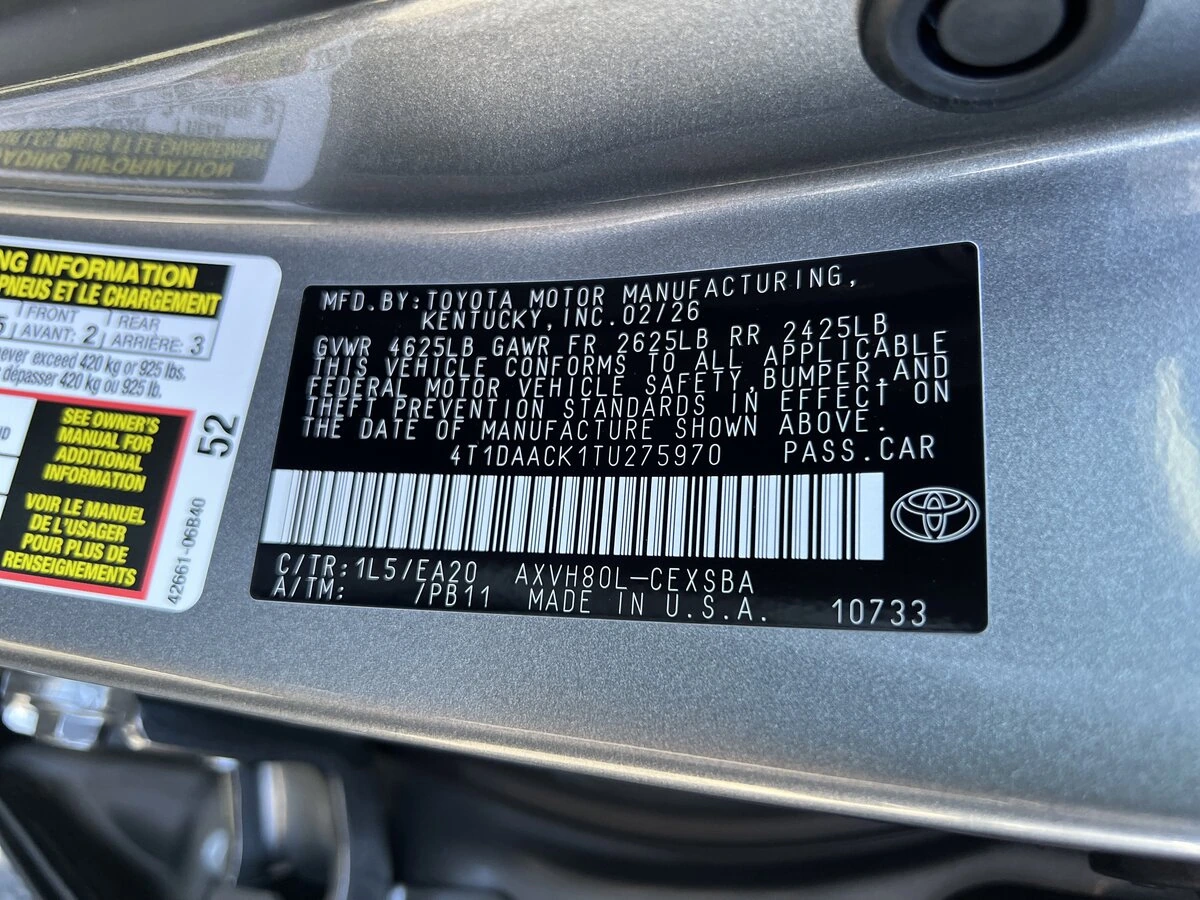 NG INFORMATION
PNEUS ET LE CHARGEMENT
5 FRONT REAR
AVANT: 2 ARRIÈRE: 3
never exceed 420 kg or 925 lbs.
dépasser 420 kg ou 925 lb.
SEE OWNER'S
MANUAL FOR
ADDITIONAL
INFORMATION
VOIR LE MANUEL
DE L'USAGER
POUR PLUS DE
RENSEIGNEMENTS
52
42661-06B40
MFD.BY:TOYOTA MOTOR MANUFACTURING,
KENTUCKY,INC.02/26
GVWR 4625LB GAWR FR 2625LB RR 2425LB
THIS VEHICLE CONFORMS TO ALL APPLICABLE
FEDERAL MOTOR VEHICLE SAFETY,BUMPER,AND
THEFT PREVENTION STANDARDS IN EFFECT ON
THE DATE OF MANUFACTURE SHOWN ABOVE.
4T1DAACK1TU275970 PASS.CAR
C/TR:1L5/EA20 AXVH80L-CEXSBA
A/TM: /PB11 MADE IN U.S.A. 10733